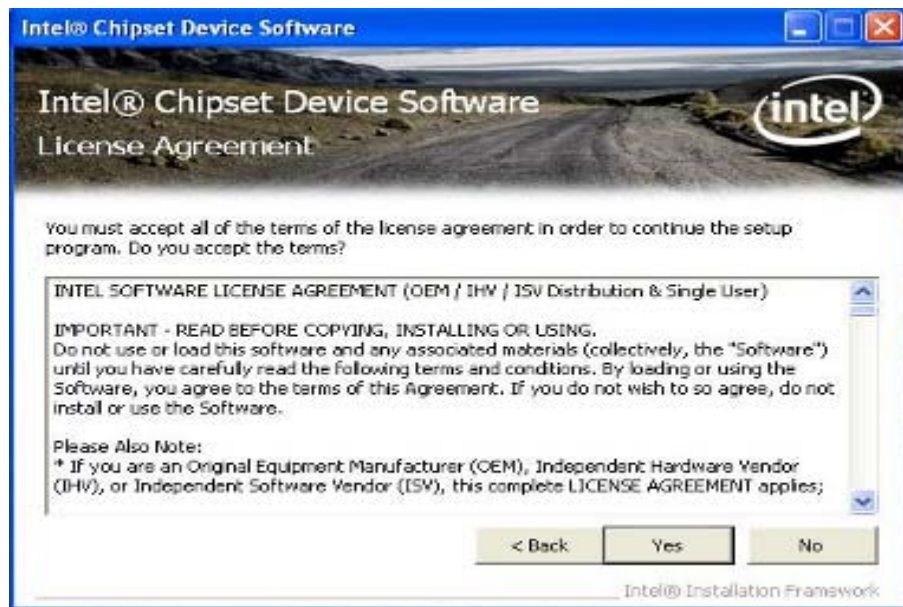 Intel® Chipset Device Software
Intel® Chipset Device Software
intel
License Agreement
You must accept all of the terms of the license agreement in order to continue the setup
program. Do you accept the terms?
INTEL SOFTWARE LICENSE AGREEMENT (OEM / IHV / ISV Distribution & Single User)
IMPORTANT - READ BEFORE COPYING, INSTALLING OR USING.
Do not use or load this software and any associated materials (collectively, the "Software")
until you have carefully read the following terms and conditions. By loading or using the
Software, you agree to the terms of this Agreement. If you do not wish to so agree, do not
install or use the Software.
Please Also Note:
* If you are an Original Equipment Manufacturer (OEM), Independent Hardware Vendor
(IHV), or Independent Software Vendor (ISV), this complete LICENSE AGREEMENT applies;
< Back Yes No
Intel® Installation Framework